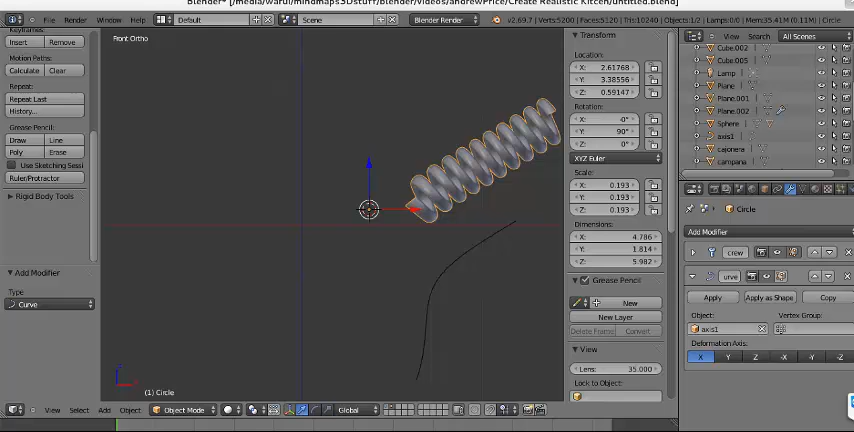 Blender* [/media/warui/mindmaps3Dstuff/blender/videos/andrewPrice/Create Realistic Kitcen/untitled.blend]
File Render Window Help Default Scene Blender Render v2.69.7 | Verts:5200 | Faces:5120 | Tris:10240 | Objects:1/2 | Lamps:0/0 | Mem:35.41M (0.11M) | Circle
Keyframes:
Insert Remove
Motion Paths:
Calculate Clear
Repeat:
Repeat Last
History...
Grease Pencil:
Draw Line
Poly Erase
Use Sketching Sessi
Ruler/Protractor
Rigid Body Tools
Add Modifier
Type
Curve
Front Ortho
(1) Circle
View Select Add Object Object Mode Global
Transform
Location:
X: 2.61768
Y: 3.38556
Z: 0.59147
Rotation:
X: -0°
Y: 90°
Z: 0°
XYZ Euler
Scale:
X: 0.193
Y: 0.193
Z: 0.193
Dimensions:
X: 4.786
Y: 1.814
Z: 5.982
Grease Pencil
New
New Layer
Delete Frame Convert
View
Lens: 35.000
Lock to Object:
View Search All Scenes
Cube.002
Cube.005
Lamp
Plane
Plane.001
Plane.002
Sphere
axis1
cajonera
campana
Circle
Add Modifier
crew
urve
Apply Apply as Shape Copy
Object: Vertex Group:
axis1
Deformation Axis:
X Y Z -X -Y -Z